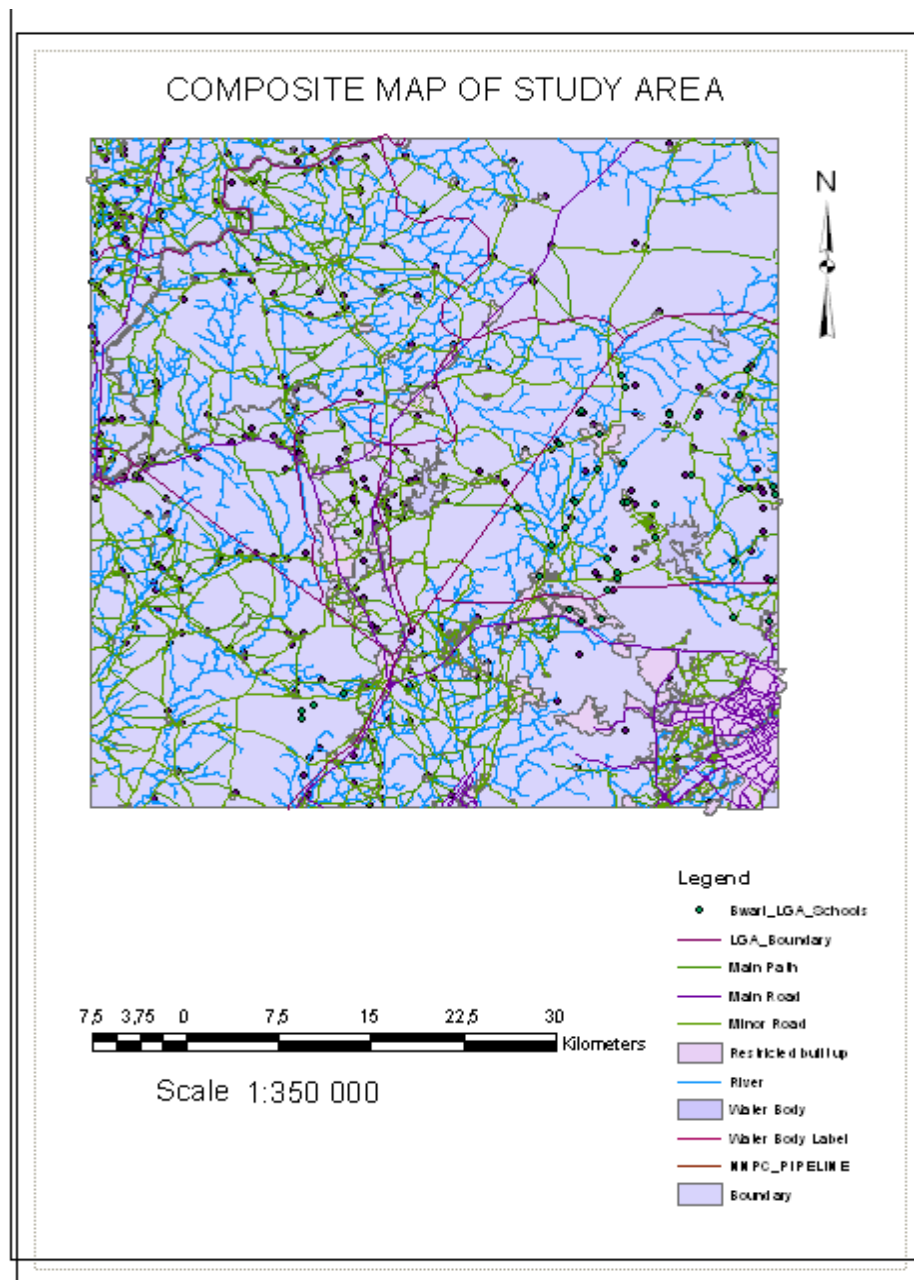 COMPOSITE MAP OF STUDY AREA
N
Legend
Bwari_LGA_Schools
LGA_Boundary
Main Path
Main Road
Minor Road
Restricted built up
River
Water Body
Water Body Label
NNPC_PIPELINE
Boundary
7,5 3,75 0 7,5 15 22,5 30
Kilometers
Scale 1:350 000